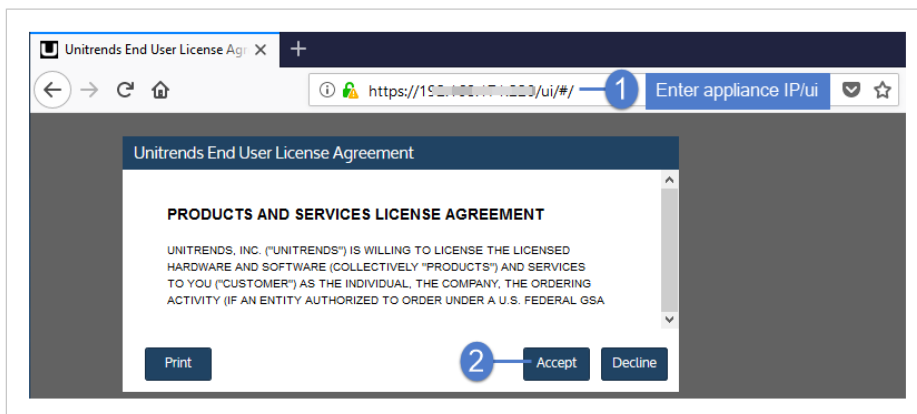 Unitrends End User License Agr
https://192. /ui/#/
1
Enter appliance IP/ui
Unitrends End User License Agreement
PRODUCTS AND SERVICES LICENSE AGREEMENT
UNITRENDS, INC. ("UNITRENDS") IS WILLING TO LICENSE THE LICENSED
HARDWARE AND SOFTWARE (COLLECTIVELY "PRODUCTS") AND SERVICES
TO YOU ("CUSTOMER") AS THE INDIVIDUAL, THE COMPANY, THE ORDERING
ACTIVITY (IF AN ENTITY AUTHORIZED TO ORDER UNDER A U.S. FEDERAL GSA
Print
2
Accept
Decline